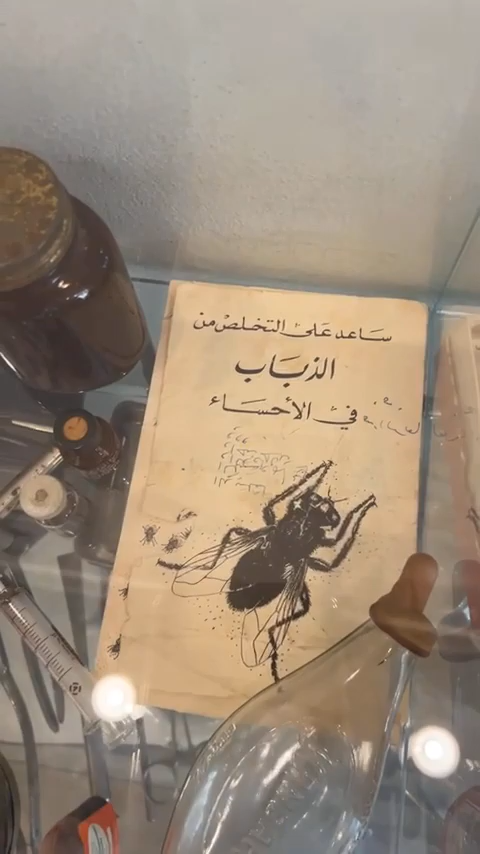 ساعد على التخلص من
الذباب
في الأحساء